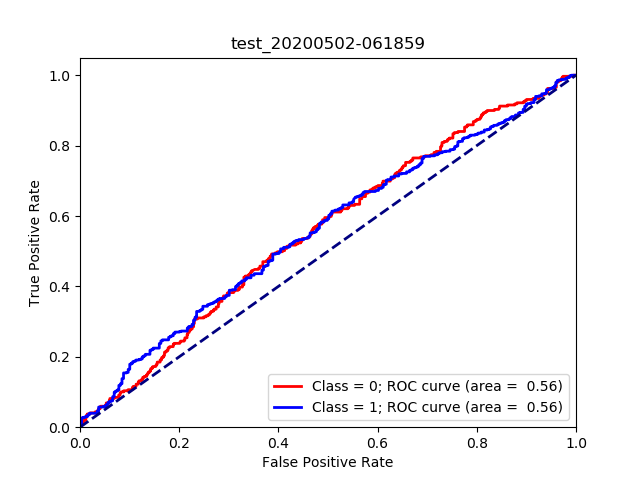 test_20200502-061859
1.0
0.8
0.6
0.4
0.2
0.0
True Positive Rate
Class = 0; ROC curve (area =  0.56)
Class = 1; ROC curve (area =  0.56)
0.0 0.2 0.4 0.6 0.8 1.0
False Positive Rate